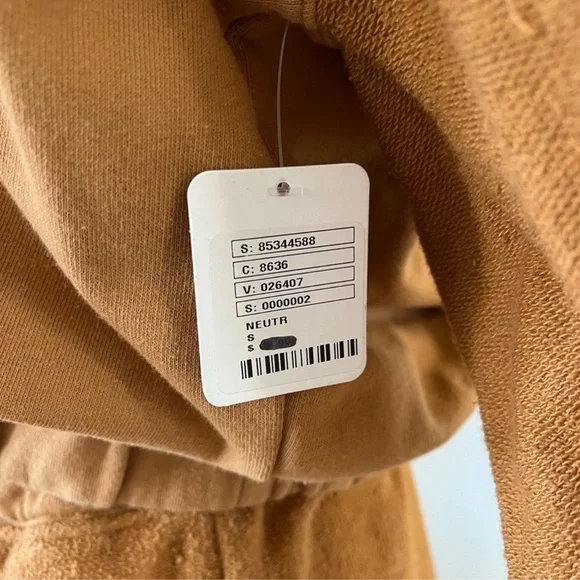 S: 85344588
C: 8636
V: 026407
S: 0000002
NEUTR
S
$